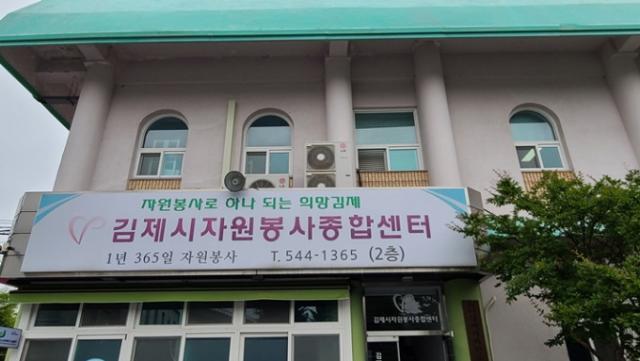 자원봉사로 하나 되는 희망김제
김제시자원봉사종합센터
1년 365일 자원봉사 T. 544-1365 (2층)
김제시자원봉사종합센터